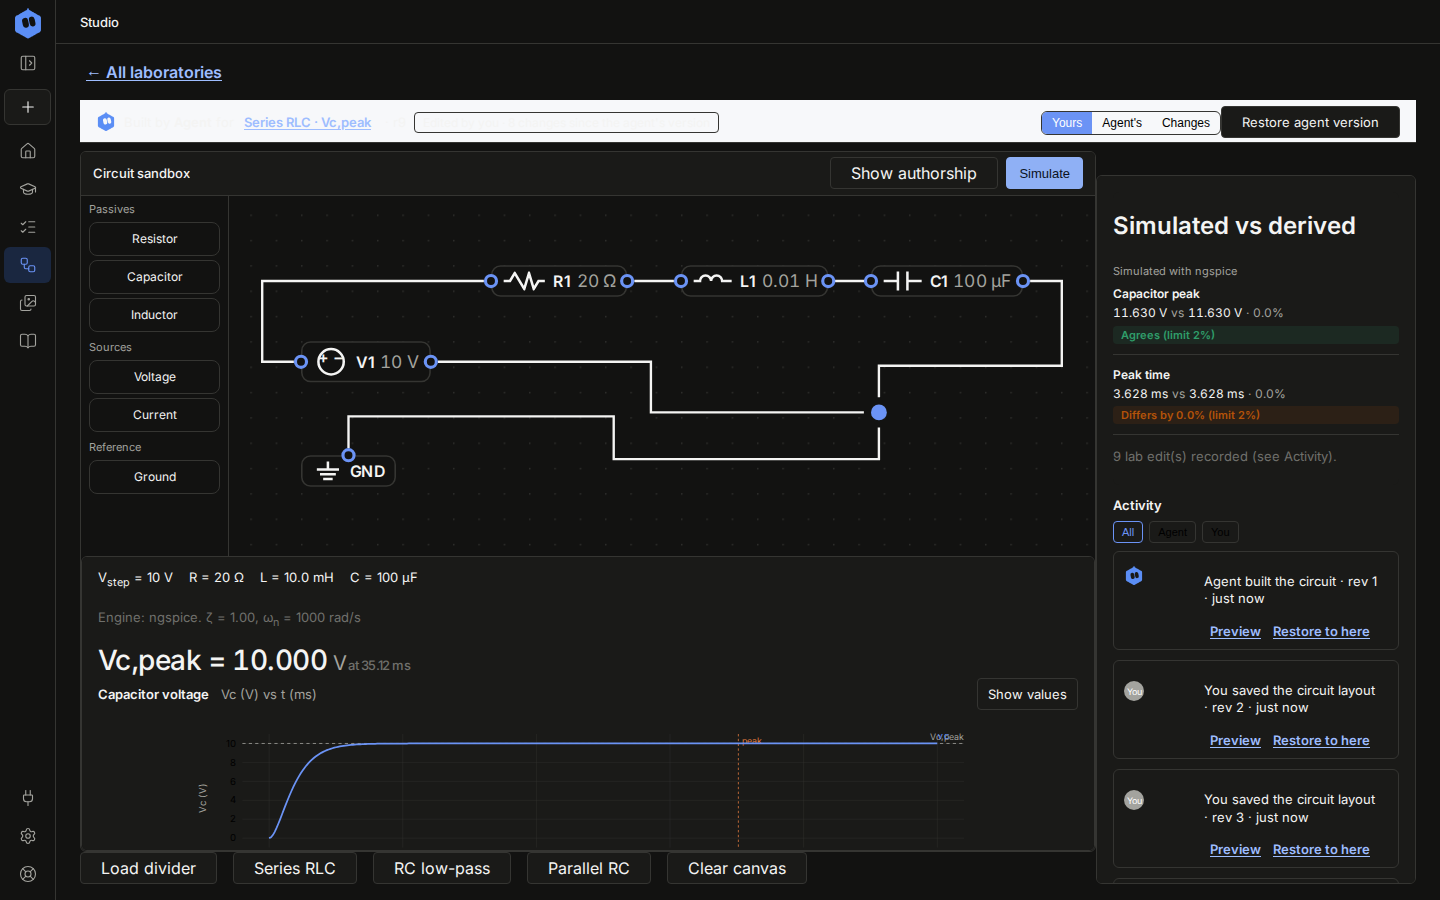 Studio
← All laboratories
Series RLC · Vc,peak
Yours
Agent's
Changes
Restore agent version
Circuit sandbox
Show authorship
Simulate
Passives
Resistor
Capacitor
Inductor
Sources
Voltage
Current
Reference
Ground
R1 20 Ω
L1 0.01 H
C1 100 µF
V1 10 V
GND
Vstep = 10 V R = 20 Ω L = 10.0 mH C = 100 µF
Engine: ngspice. ζ = 1.00, ωn = 1000 rad/s
Vc,peak = 10.000 V at 35.12 ms
Capacitor voltage Vc (V) vs t (ms)
Show values
10
8
6
4
2
0
Vc (V)
peak
Load divider
Series RLC
RC low-pass
Parallel RC
Clear canvas
Simulated vs derived
Simulated with ngspice
Capacitor peak
11.630 V vs 11.630 V · 0.0%
Agrees (limit 2%)
Peak time
3.628 ms vs 3.628 ms · 0.0%
Differs by 0.0% (limit 2%)
9 lab edit(s) recorded (see Activity).
Activity
All
Agent
You
Agent built the circuit · rev 1
· just now
Preview Restore to here
You
You saved the circuit layout
· rev 2 · just now
Preview Restore to here
You
You saved the circuit layout
· rev 3 · just now
Preview Restore to here